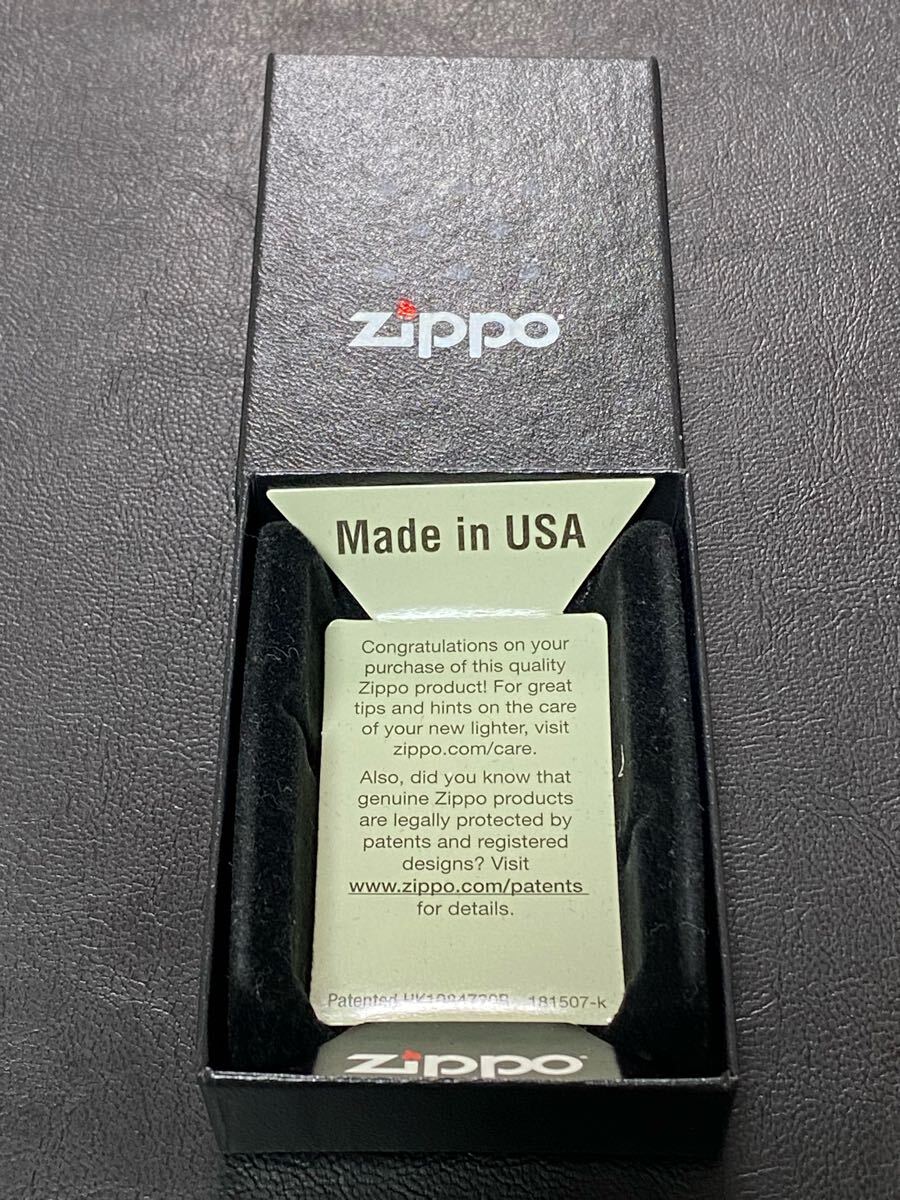 zippo
Made in USA
Congratulations on your
purchase of this quality
Zippo product! For great
tips and hints on the care
of your new lighter, visit
zippo.com/care.
Also, did you know that
genuine Zippo products
are legally protected by
patents and registered
designs? Visit
www.zippo.com/patents
for details.
Patented 181507-k
zippo